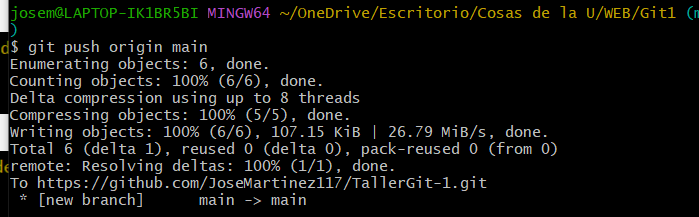 josem@LAPTOP-IK1BR5BI MINGW64 ~/OneDrive/Escritorio/Cosas de la U/WEB/Git1 (m
)
$ git push origin main
Enumerating objects: 6, done.
Counting objects: 100% (6/6), done.
Delta compression using up to 8 threads
Compressing objects: 100% (5/5), done.
Writing objects: 100% (6/6), 107.15 KiB | 26.79 MiB/s, done.
Total 6 (delta 1), reused 0 (delta 0), pack-reused 0 (from 0)
remote: Resolving deltas: 100% (1/1), done.
To https://github.com/JoseMartinez117/TallerGit-1.git
 * [new branch]      main -> main